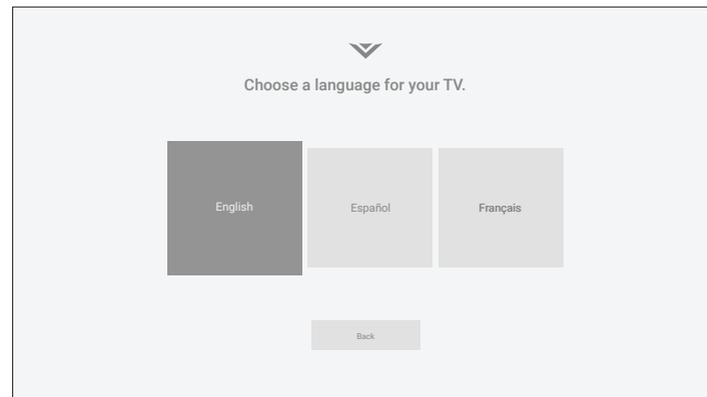 Choose a language for your TV.
English
Español
Français
Back